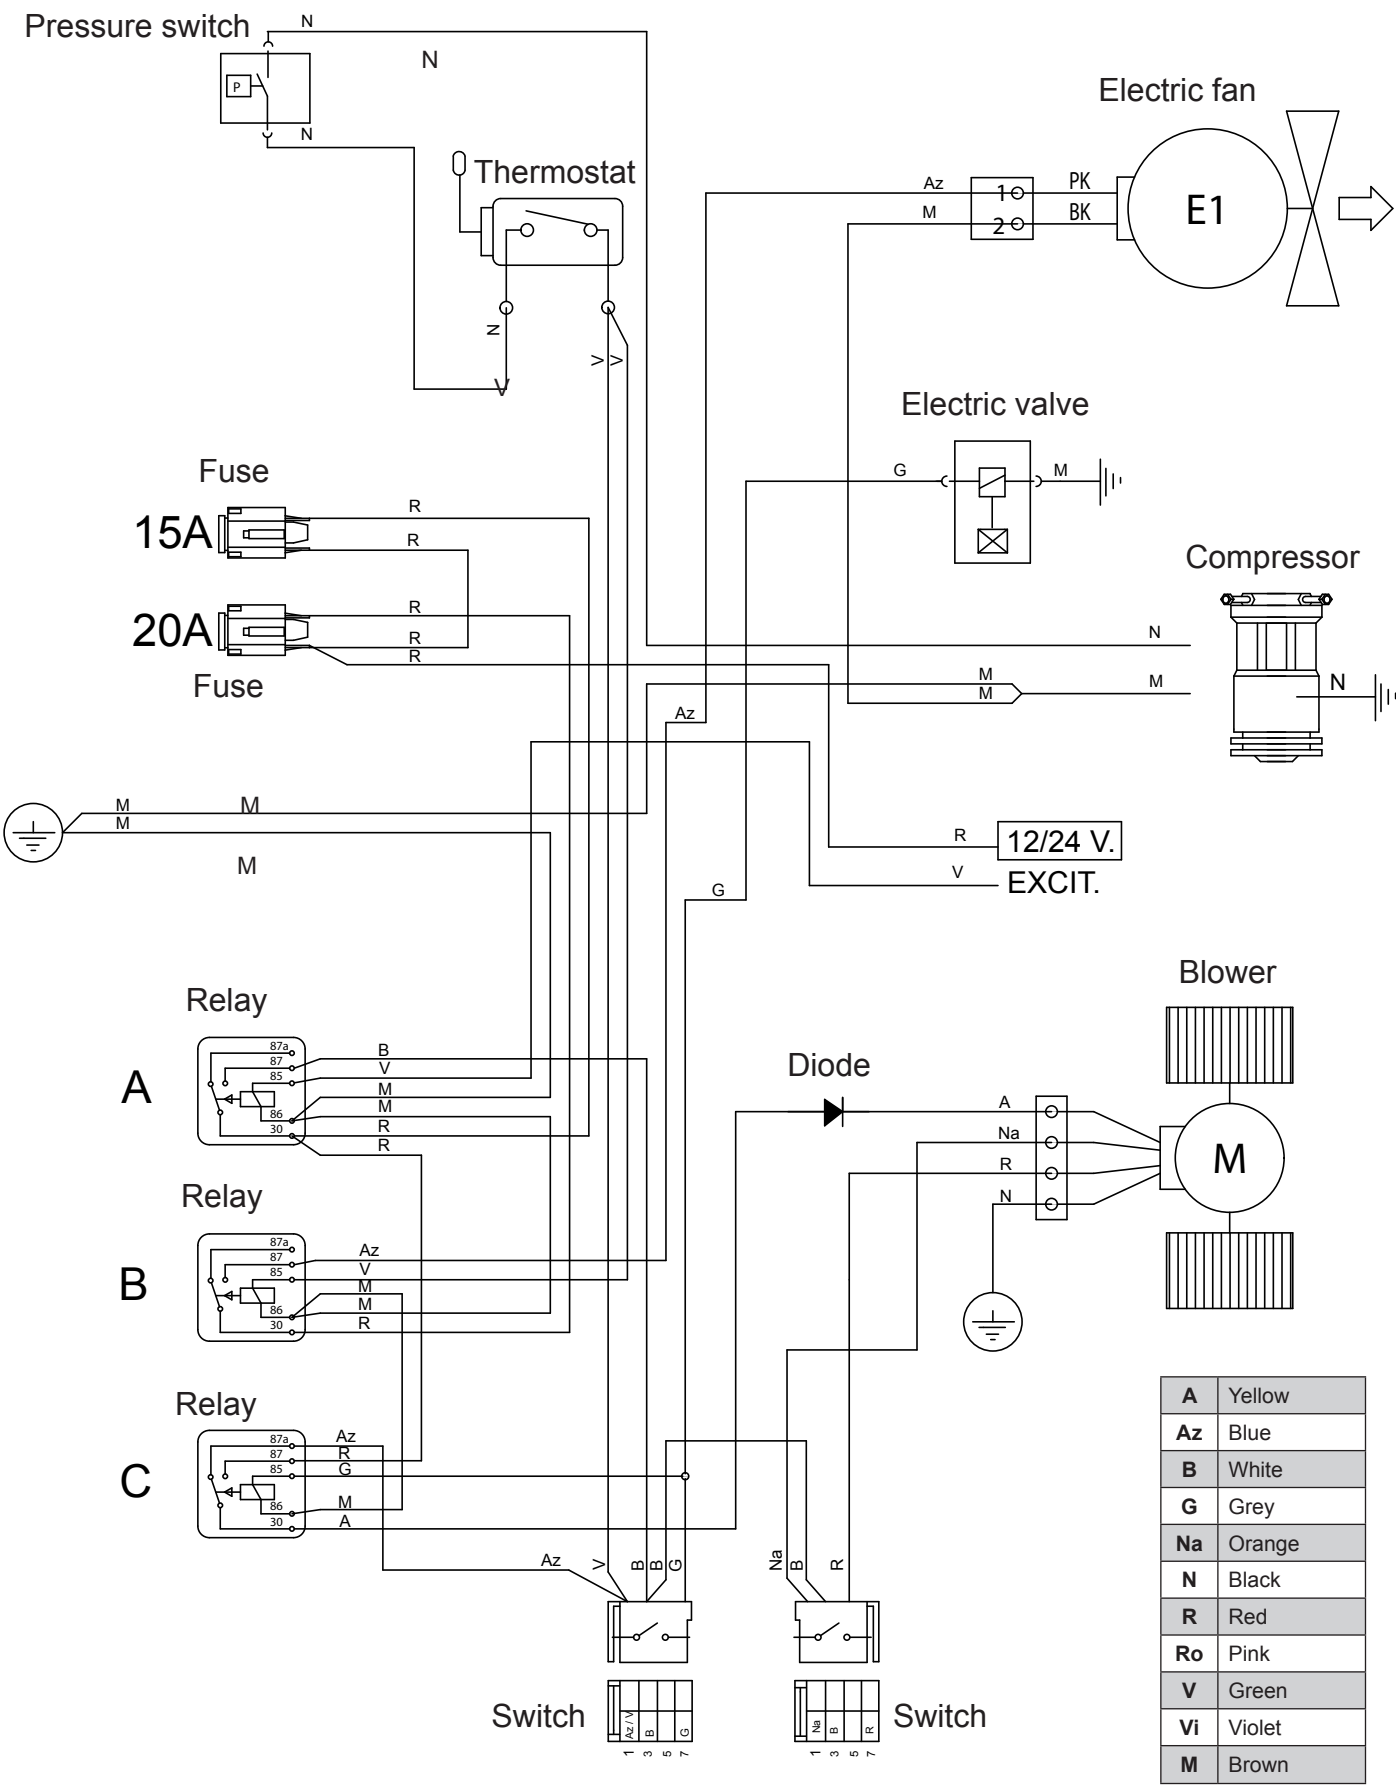 Pressure switch
N
N
P
N
Thermostat
N
V
V
V
Electric fan
Az
1
PK
M
2
BK
E1
Electric valve
G
M
Fuse
15A
R
R
20A
R
R
R
Fuse
Compressor
N
M
M
M
N
Az
M
M
M
M
R
12/24 V.
V
EXCIT.
G
Relay
A
87a
87
85
86
30
B
V
M
M
R
R
Relay
B
87a
87
85
86
30
Az
V
M
M
R
Relay
C
87a
87
85
86
30
Az
R
G
M
A
Blower
Diode
A
Na
R
N
M
Az
V
B
B
G
Na
B
R
Switch
Az / V
B
G
1
3
5
7
Switch
Na
B
R
1
3
5
7
A Yellow
Az Blue
B White
G Grey
Na Orange
N Black
R Red
Ro Pink
V Green
Vi Violet
M Brown